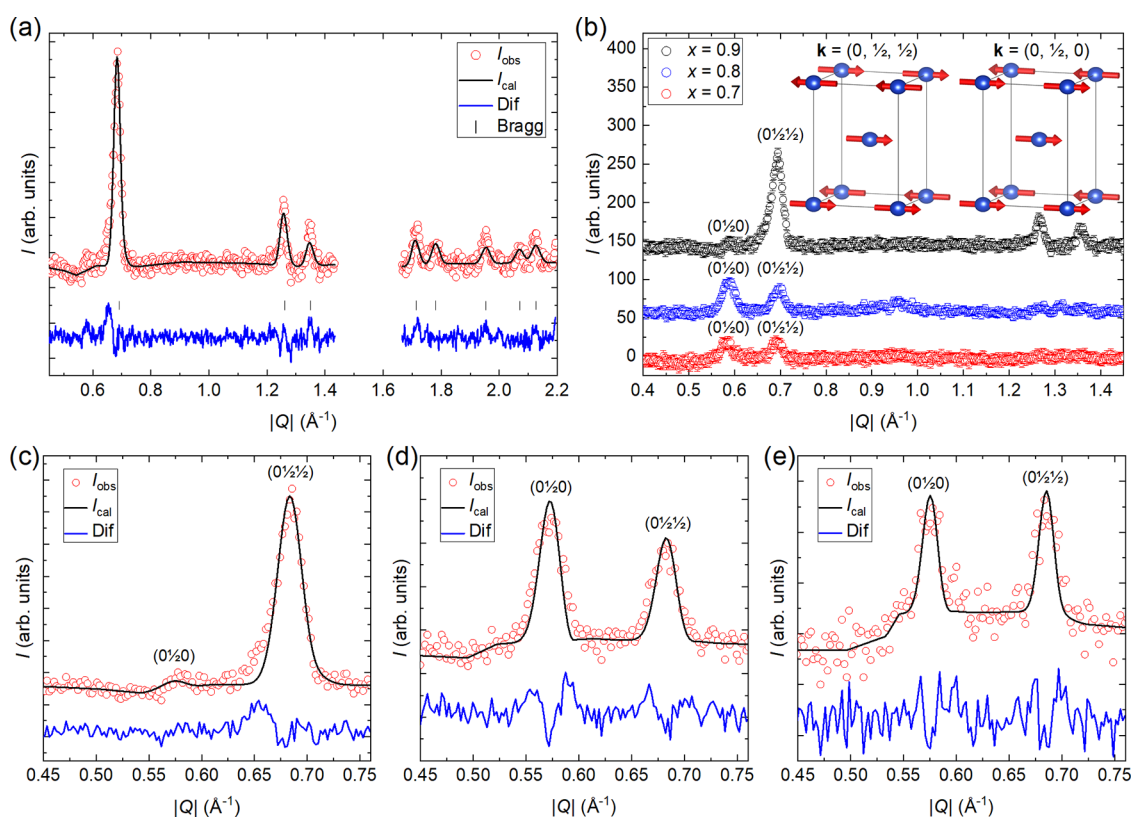 (a)
I obs
I cal
Dif
Bragg
I (arb. units)
0.6 0.8 1.0 1.2 1.4 1.6 1.8 2.0 2.2
|Q| (Å⁻¹)
(b)
x = 0.9
x = 0.8
x = 0.7
k = (0, ½, ½)
k = (0, ½, 0)
400
350
300
250
200
150
100
50
0
I (arb. units)
(0½½)
(0½0)
(0½0) (0½½)
(0½0) (0½½)
0.4 0.5 0.6 0.7 0.8 0.9 1.0 1.1 1.2 1.3 1.4
|Q| (Å⁻¹)
(c)
I obs
I cal
Dif
(0½½)
(0½0)
I (arb. units)
0.45 0.50 0.55 0.60 0.65 0.70 0.75
|Q| (Å⁻¹)
(d)
I obs
I cal
Dif
(0½0)
(0½½)
I (arb. units)
0.45 0.50 0.55 0.60 0.65 0.70 0.75
|Q| (Å⁻¹)
(e)
I obs
I cal
Dif
(0½0)
(0½½)
I (arb. units)
0.45 0.50 0.55 0.60 0.65 0.70 0.75
|Q| (Å⁻¹)